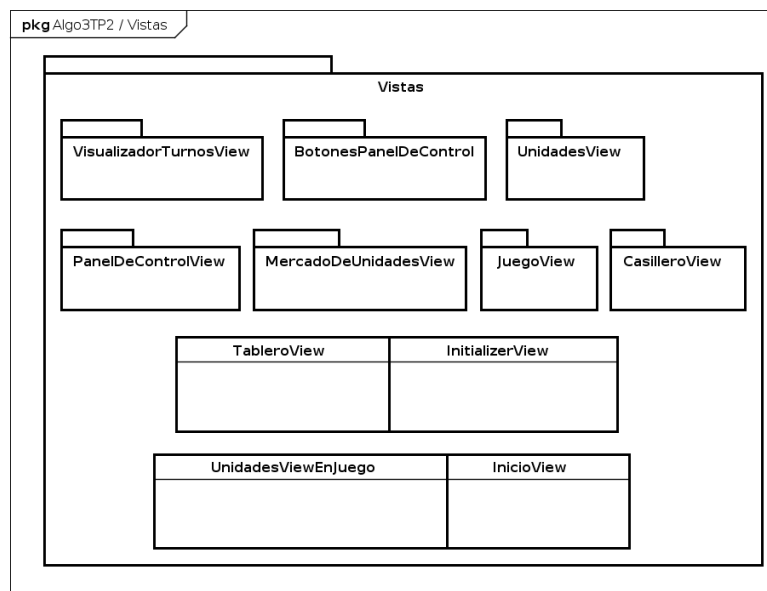 pkg Algo3TP2 / Vistas
Vistas
VisualizadorTurnosView BotonesPanelDeControl UnidadesView
PanelDeControlView MercadoDeUnidadesView JuegoView CasilleroView
TableroView InitializerView
UnidadesViewEnJuego InicioView